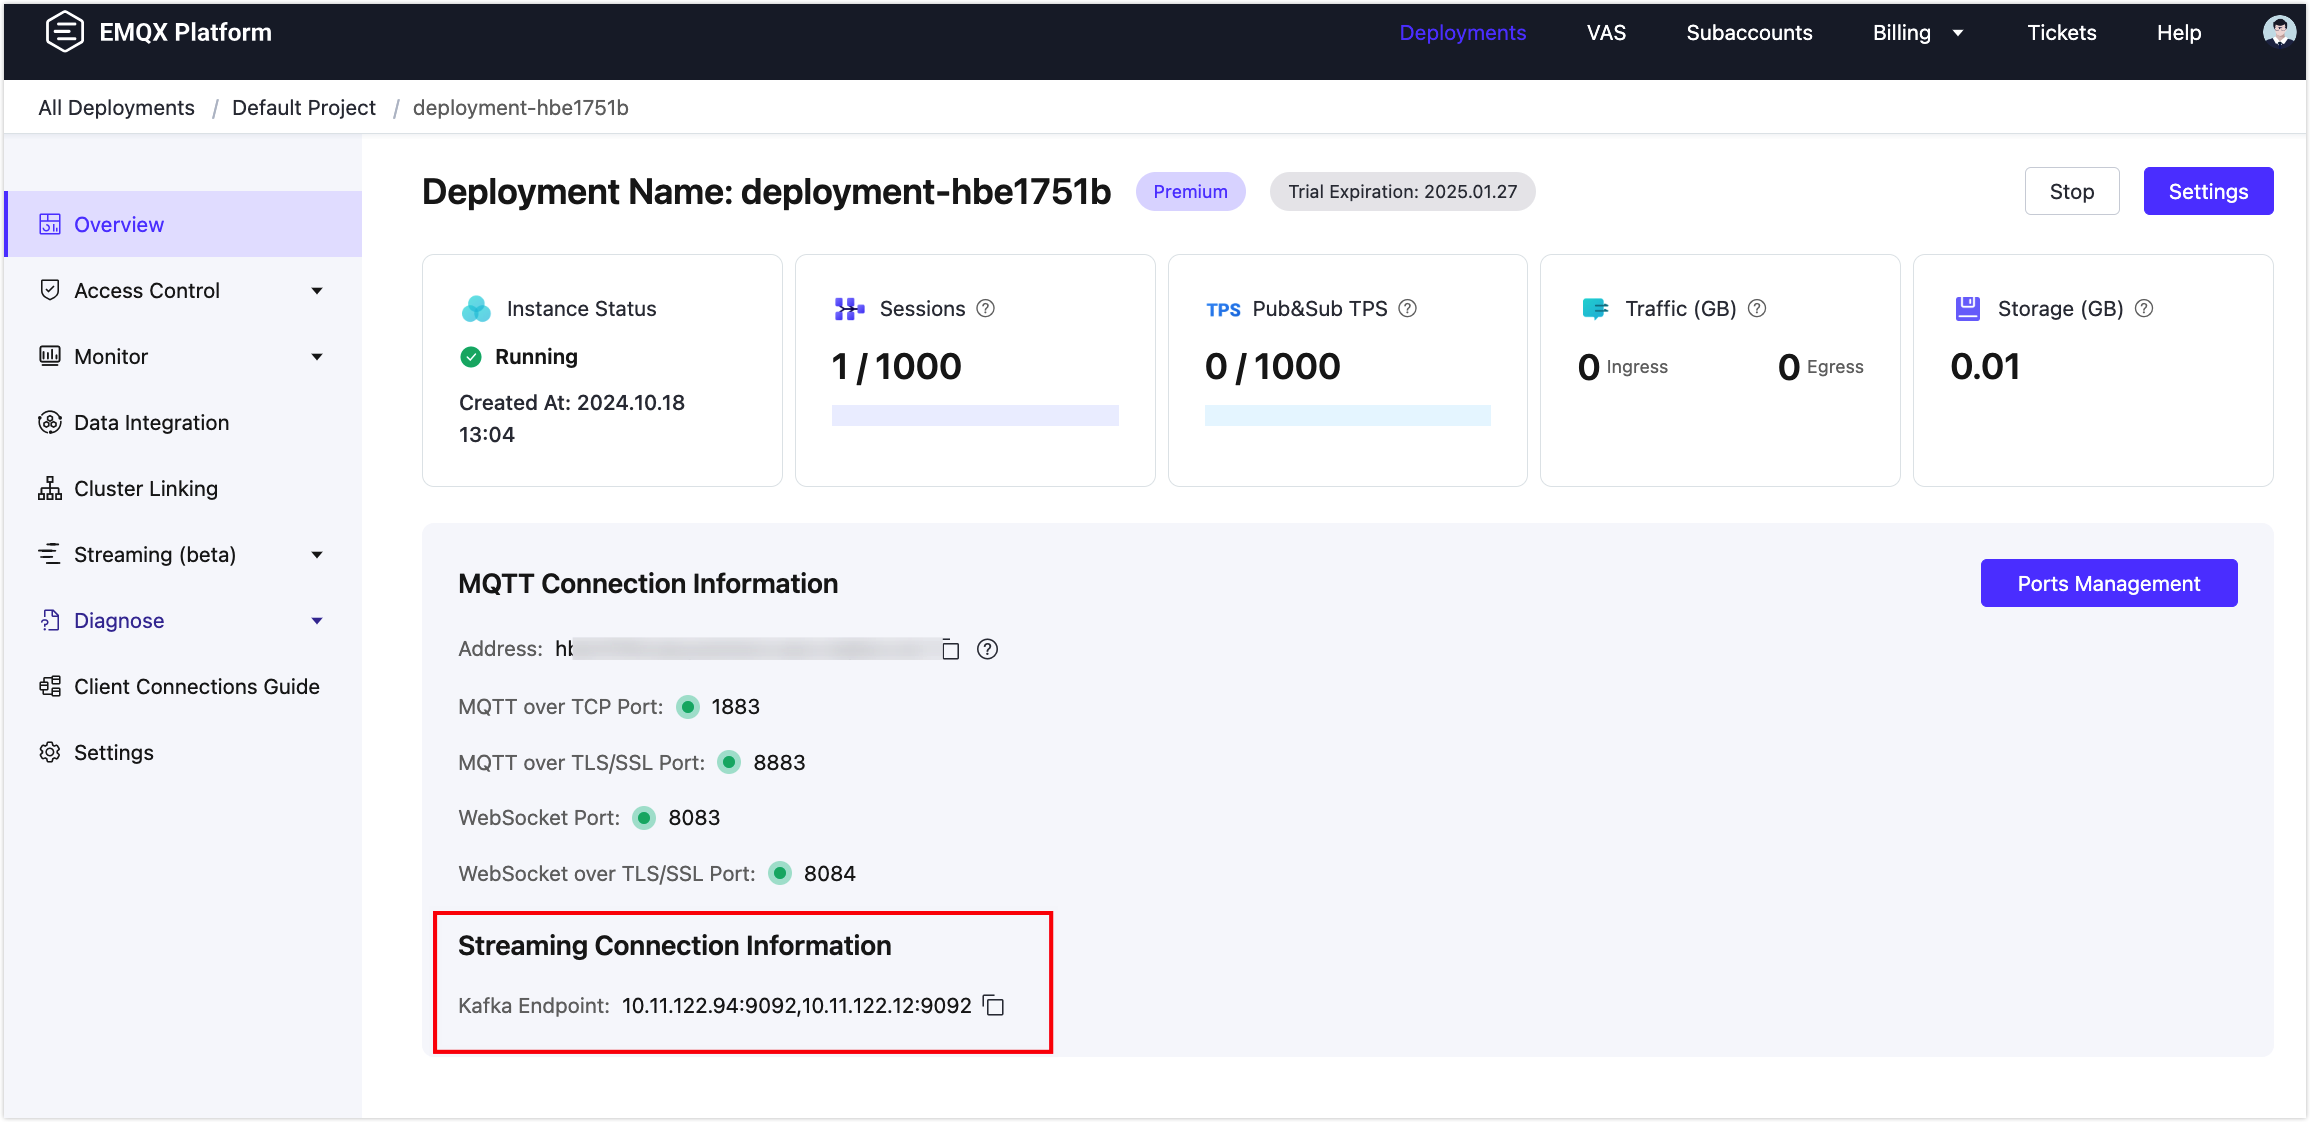 EMQX Platform
Deployments
VAS
Subaccounts
Billing
Tickets
Help
All Deployments / Default Project / deployment-hbe1751b
Overview
Access Control
Monitor
Data Integration
Cluster Linking
Streaming (beta)
Diagnose
Client Connections Guide
Settings
Deployment Name: deployment-hbe1751b
Premium
Trial Expiration: 2025.01.27
Stop
Settings
Instance Status
Running
Created At: 2024.10.18
13:04
Sessions
1 / 1000
TPS Pub&Sub TPS
0 / 1000
Traffic (GB)
0 Ingress
0 Egress
Storage (GB)
0.01
MQTT Connection Information
Ports Management
Address:
MQTT over TCP Port: 1883
MQTT over TLS/SSL Port: 8883
WebSocket Port: 8083
WebSocket over TLS/SSL Port: 8084
Streaming Connection Information
Kafka Endpoint: 10.11.122.94:9092,10.11.122.12:9092